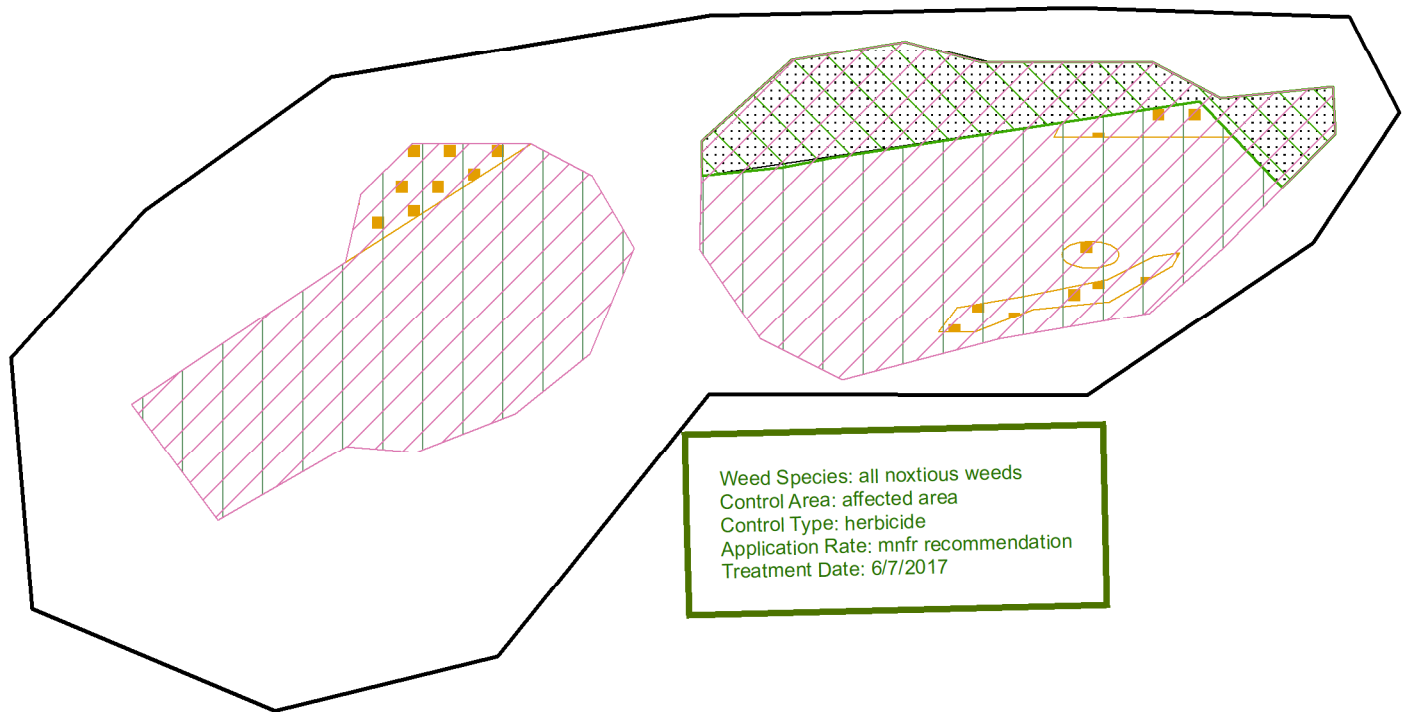 Weed Species: all noxtious weeds
Control Area: affected area
Control Type: herbicide
Application Rate: mnfr recommendation
Treatment Date: 6/7/2017